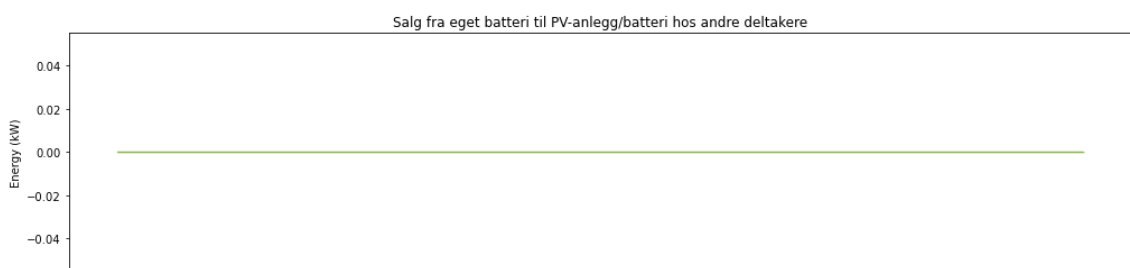 Salg fra eget batteri til PV-anlegg/batteri hos andre deltakere
0.04
0.02
0.00
−0.02
−0.04
Energy (kW)